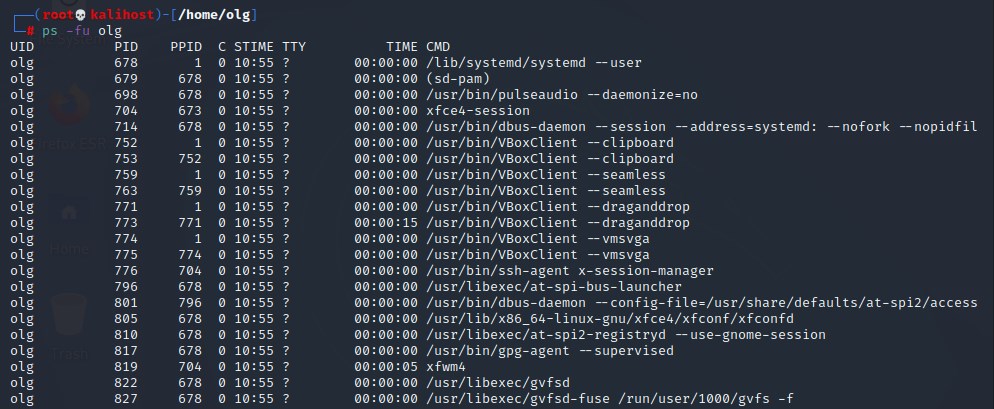 ┌──(root💀kalihost)-[/home/olg]
└─# ps -fu olg
UID          PID    PPID  C STIME TTY          TIME CMD
olg          678       1  0 10:55 ?        00:00:00 /lib/systemd/systemd --user
olg          679     678  0 10:55 ?        00:00:00 (sd-pam)
olg          698     678  0 10:55 ?        00:00:00 /usr/bin/pulseaudio --daemonize=no
olg          704     673  0 10:55 ?        00:00:00 xfce4-session
olg          714     678  0 10:55 ?        00:00:00 /usr/bin/dbus-daemon --session --address=systemd: --nofork --nopidfil
olg          752       1  0 10:55 ?        00:00:00 /usr/bin/VBoxClient --clipboard
olg          753     752  0 10:55 ?        00:00:00 /usr/bin/VBoxClient --clipboard
olg          759       1  0 10:55 ?        00:00:00 /usr/bin/VBoxClient --seamless
olg          763     759  0 10:55 ?        00:00:00 /usr/bin/VBoxClient --seamless
olg          771       1  0 10:55 ?        00:00:00 /usr/bin/VBoxClient --draganddrop
olg          773     771  0 10:55 ?        00:00:15 /usr/bin/VBoxClient --draganddrop
olg          774       1  0 10:55 ?        00:00:00 /usr/bin/VBoxClient --vmsvga
olg          775     774  0 10:55 ?        00:00:00 /usr/bin/VBoxClient --vmsvga
olg          776     704  0 10:55 ?        00:00:00 /usr/bin/ssh-agent x-session-manager
olg          796     678  0 10:55 ?        00:00:00 /usr/libexec/at-spi-bus-launcher
olg          801     796  0 10:55 ?        00:00:00 /usr/bin/dbus-daemon --config-file=/usr/share/defaults/at-spi2/access
olg          805     678  0 10:55 ?        00:00:00 /usr/lib/x86_64-linux-gnu/xfce4/xfconf/xfconfd
olg          810     678  0 10:55 ?        00:00:00 /usr/libexec/at-spi2-registryd --use-gnome-session
olg          817     678  0 10:55 ?        00:00:00 /usr/bin/gpg-agent --supervised
olg          819     704  0 10:55 ?        00:00:05 xfwm4
olg          822     678  0 10:55 ?        00:00:00 /usr/libexec/gvfsd
olg          827     678  0 10:55 ?        00:00:00 /usr/libexec/gvfsd-fuse /run/user/1000/gvfs -f
Home
Trash